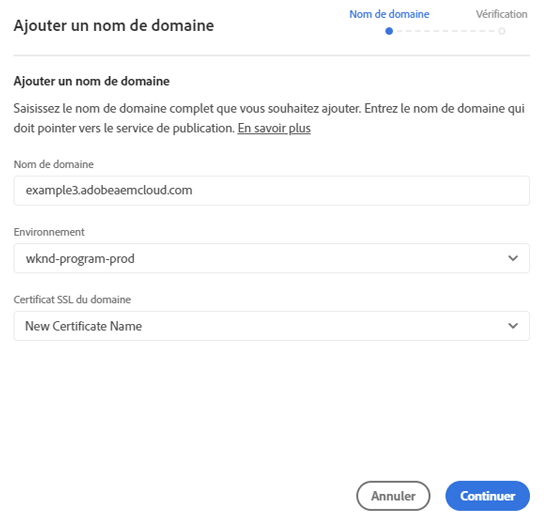 Ajouter un nom de domaine
Nom de domaine
Vérification
Ajouter un nom de domaine
Saisissez le nom de domaine complet que vous souhaitez ajouter. Entrez le nom de domaine qui
doit pointer vers le service de publication. En savoir plus
Nom de domaine
example3.adobeaemcloud.com
Environnement
wknd-program-prod
Certificat SSL du domaine
New Certificate Name
Annuler
Continuer